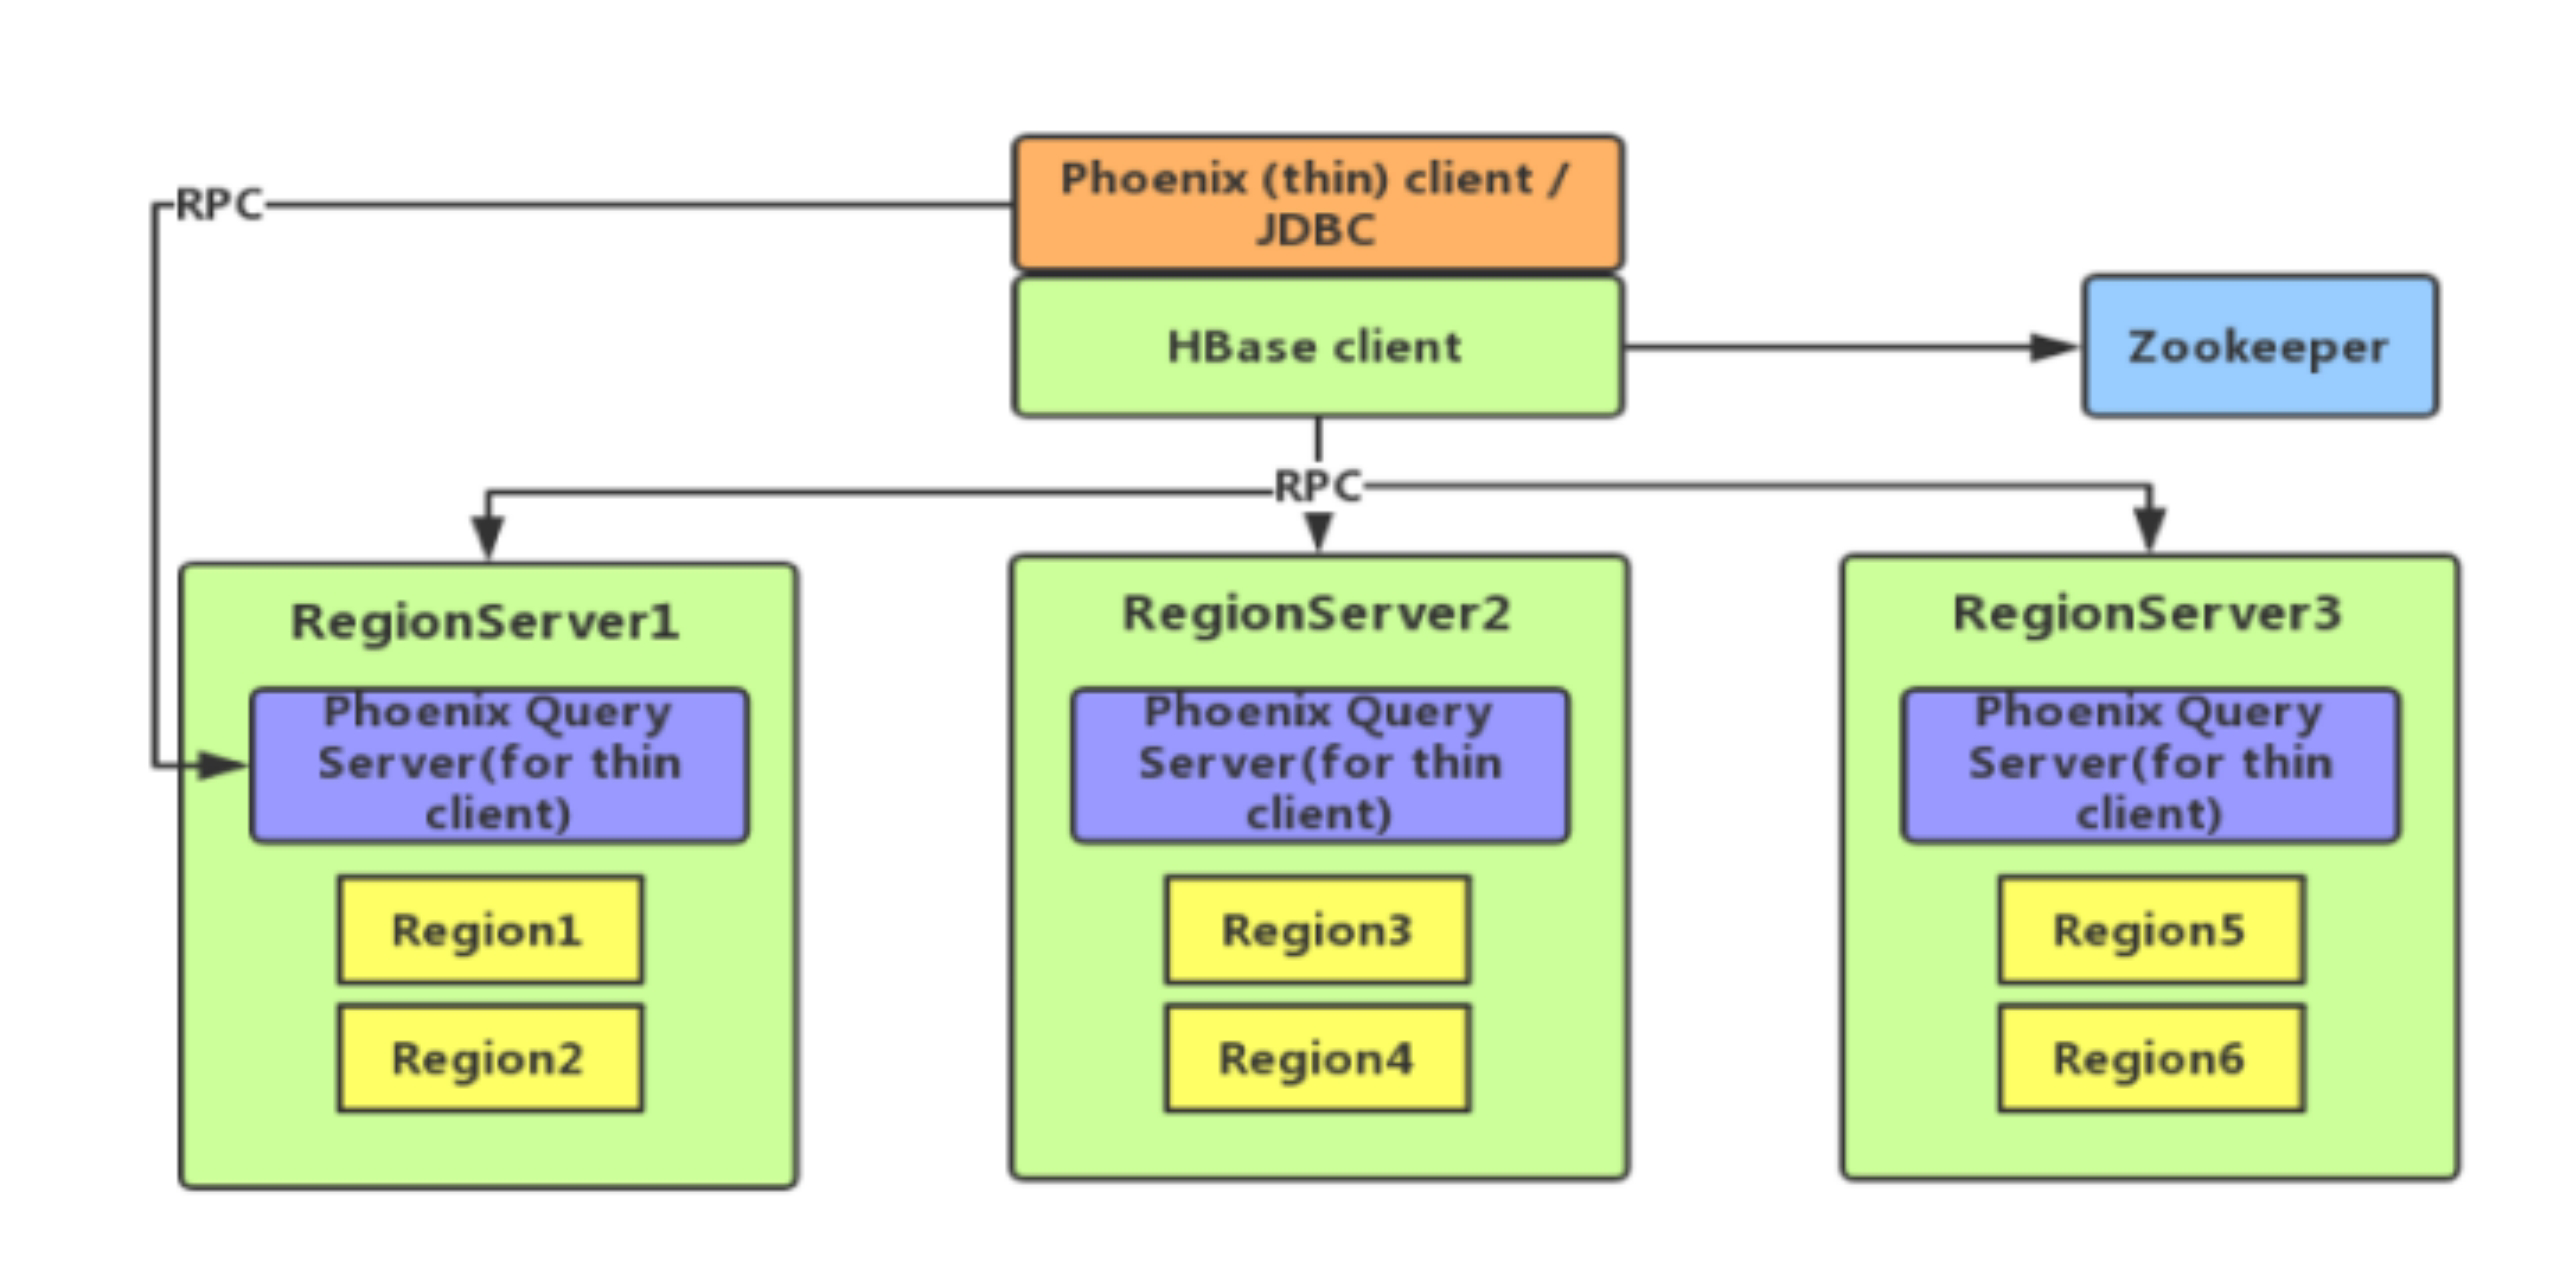 Phoenix (thin) client /
JDBC
RPC
HBase client
Zookeeper
RPC
RegionServer1
Phoenix Query
Server(for thin
client)
Region1
Region2
RegionServer2
Phoenix Query
Server(for thin
client)
Region3
Region4
RegionServer3
Phoenix Query
Server(for thin
client)
Region5
Region6